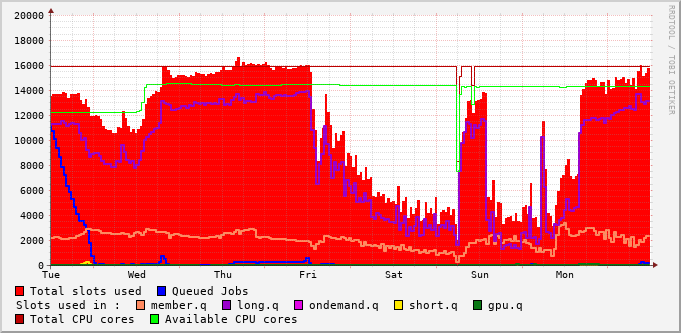 20000
18000
16000
14000
12000
10000
8000
6000
4000
2000
0
Tue Wed Thu Fri Sat Sun Mon
Total slots used Queued Jobs
Slots used in : member.q long.q ondemand.q short.q gpu.q
Total CPU cores Available CPU cores
RRDTOOL / TOBI OETIKER